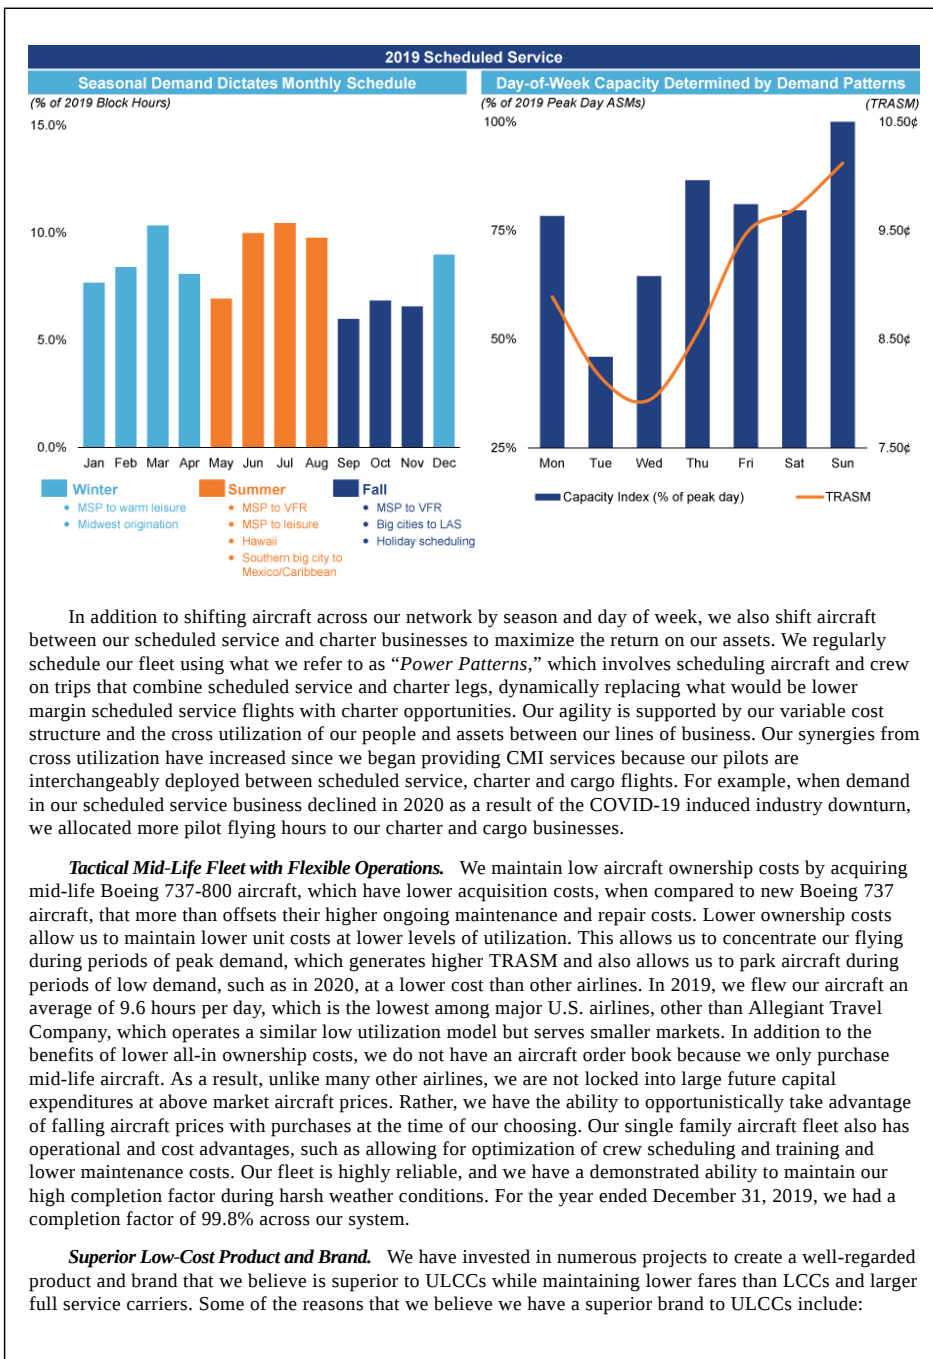 2019 Scheduled Service
Seasonal Demand Dictates Monthly Schedule
(% of 2019 Block Hours)
15.0%
10.0%
5.0%
0.0%
Jan Feb Mar Apr May Jun Jul Aug Sep Oct Nov Dec
Winter
• MSP to warm leisure
• Midwest origination
Summer
• MSP to VFR
• MSP to leisure
• Hawaii
• Southern big city to
Mexico/Caribbean
Fall
• MSP to VFR
• Big cities to LAS
• Holiday scheduling
Day-of-Week Capacity Determined by Demand Patterns
(% of 2019 Peak Day ASMs)
(TRASM)
100%
75%
50%
25%
10.50¢
9.50¢
8.50¢
7.50¢
Mon Tue Wed Thu Fri Sat Sun
Capacity Index (% of peak day)
TRASM
In addition to shifting aircraft across our network by season and day of week, we also shift aircraft
between our scheduled service and charter businesses to maximize the return on our assets. We regularly
schedule our fleet using what we refer to as “Power Patterns,” which involves scheduling aircraft and crew
on trips that combine scheduled service and charter legs, dynamically replacing what would be lower
margin scheduled service flights with charter opportunities. Our agility is supported by our variable cost
structure and the cross utilization of our people and assets between our lines of business. Our synergies from
cross utilization have increased since we began providing CMI services because our pilots are
interchangeably deployed between scheduled service, charter and cargo flights. For example, when demand
in our scheduled service business declined in 2020 as a result of the COVID-19 induced industry downturn,
we allocated more pilot flying hours to our charter and cargo businesses.
Tactical Mid-Life Fleet with Flexible Operations. We maintain low aircraft ownership costs by acquiring
mid-life Boeing 737-800 aircraft, which have lower acquisition costs, when compared to new Boeing 737
aircraft, that more than offsets their higher ongoing maintenance and repair costs. Lower ownership costs
allow us to maintain lower unit costs at lower levels of utilization. This allows us to concentrate our flying
during periods of peak demand, which generates higher TRASM and also allows us to park aircraft during
periods of low demand, such as in 2020, at a lower cost than other airlines. In 2019, we flew our aircraft an
average of 9.6 hours per day, which is the lowest among major U.S. airlines, other than Allegiant Travel
Company, which operates a similar low utilization model but serves smaller markets. In addition to the
benefits of lower all-in ownership costs, we do not have an aircraft order book because we only purchase
mid-life aircraft. As a result, unlike many other airlines, we are not locked into large future capital
expenditures at above market aircraft prices. Rather, we have the ability to opportunistically take advantage
of falling aircraft prices with purchases at the time of our choosing. Our single family aircraft fleet also has
operational and cost advantages, such as allowing for optimization of crew scheduling and training and
lower maintenance costs. Our fleet is highly reliable, and we have a demonstrated ability to maintain our
high completion factor during harsh weather conditions. For the year ended December 31, 2019, we had a
completion factor of 99.8% across our system.
Superior Low-Cost Product and Brand. We have invested in numerous projects to create a well-regarded
product and brand that we believe is superior to ULCCs while maintaining lower fares than LCCs and larger
full service carriers. Some of the reasons that we believe we have a superior brand to ULCCs include: